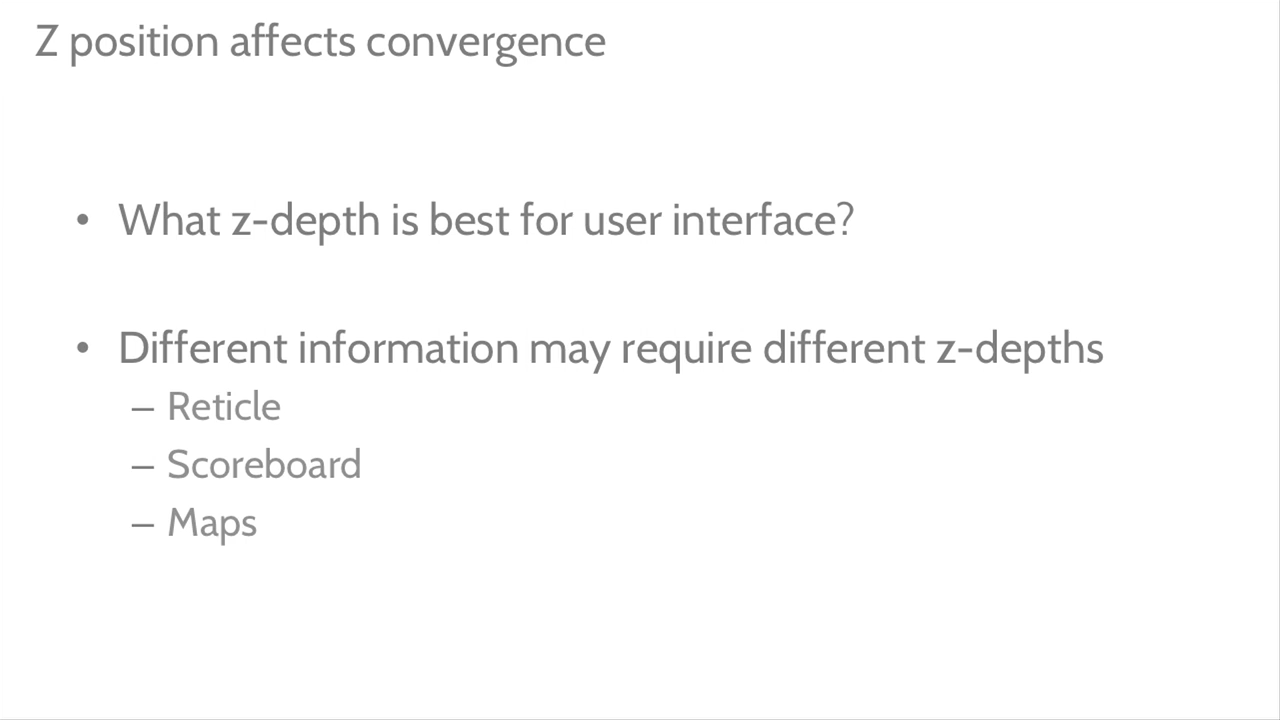 Z position affects convergence
• What z-depth is best for user interface?
• Different information may require different z-depths
– Reticle
– Scoreboard
– Maps